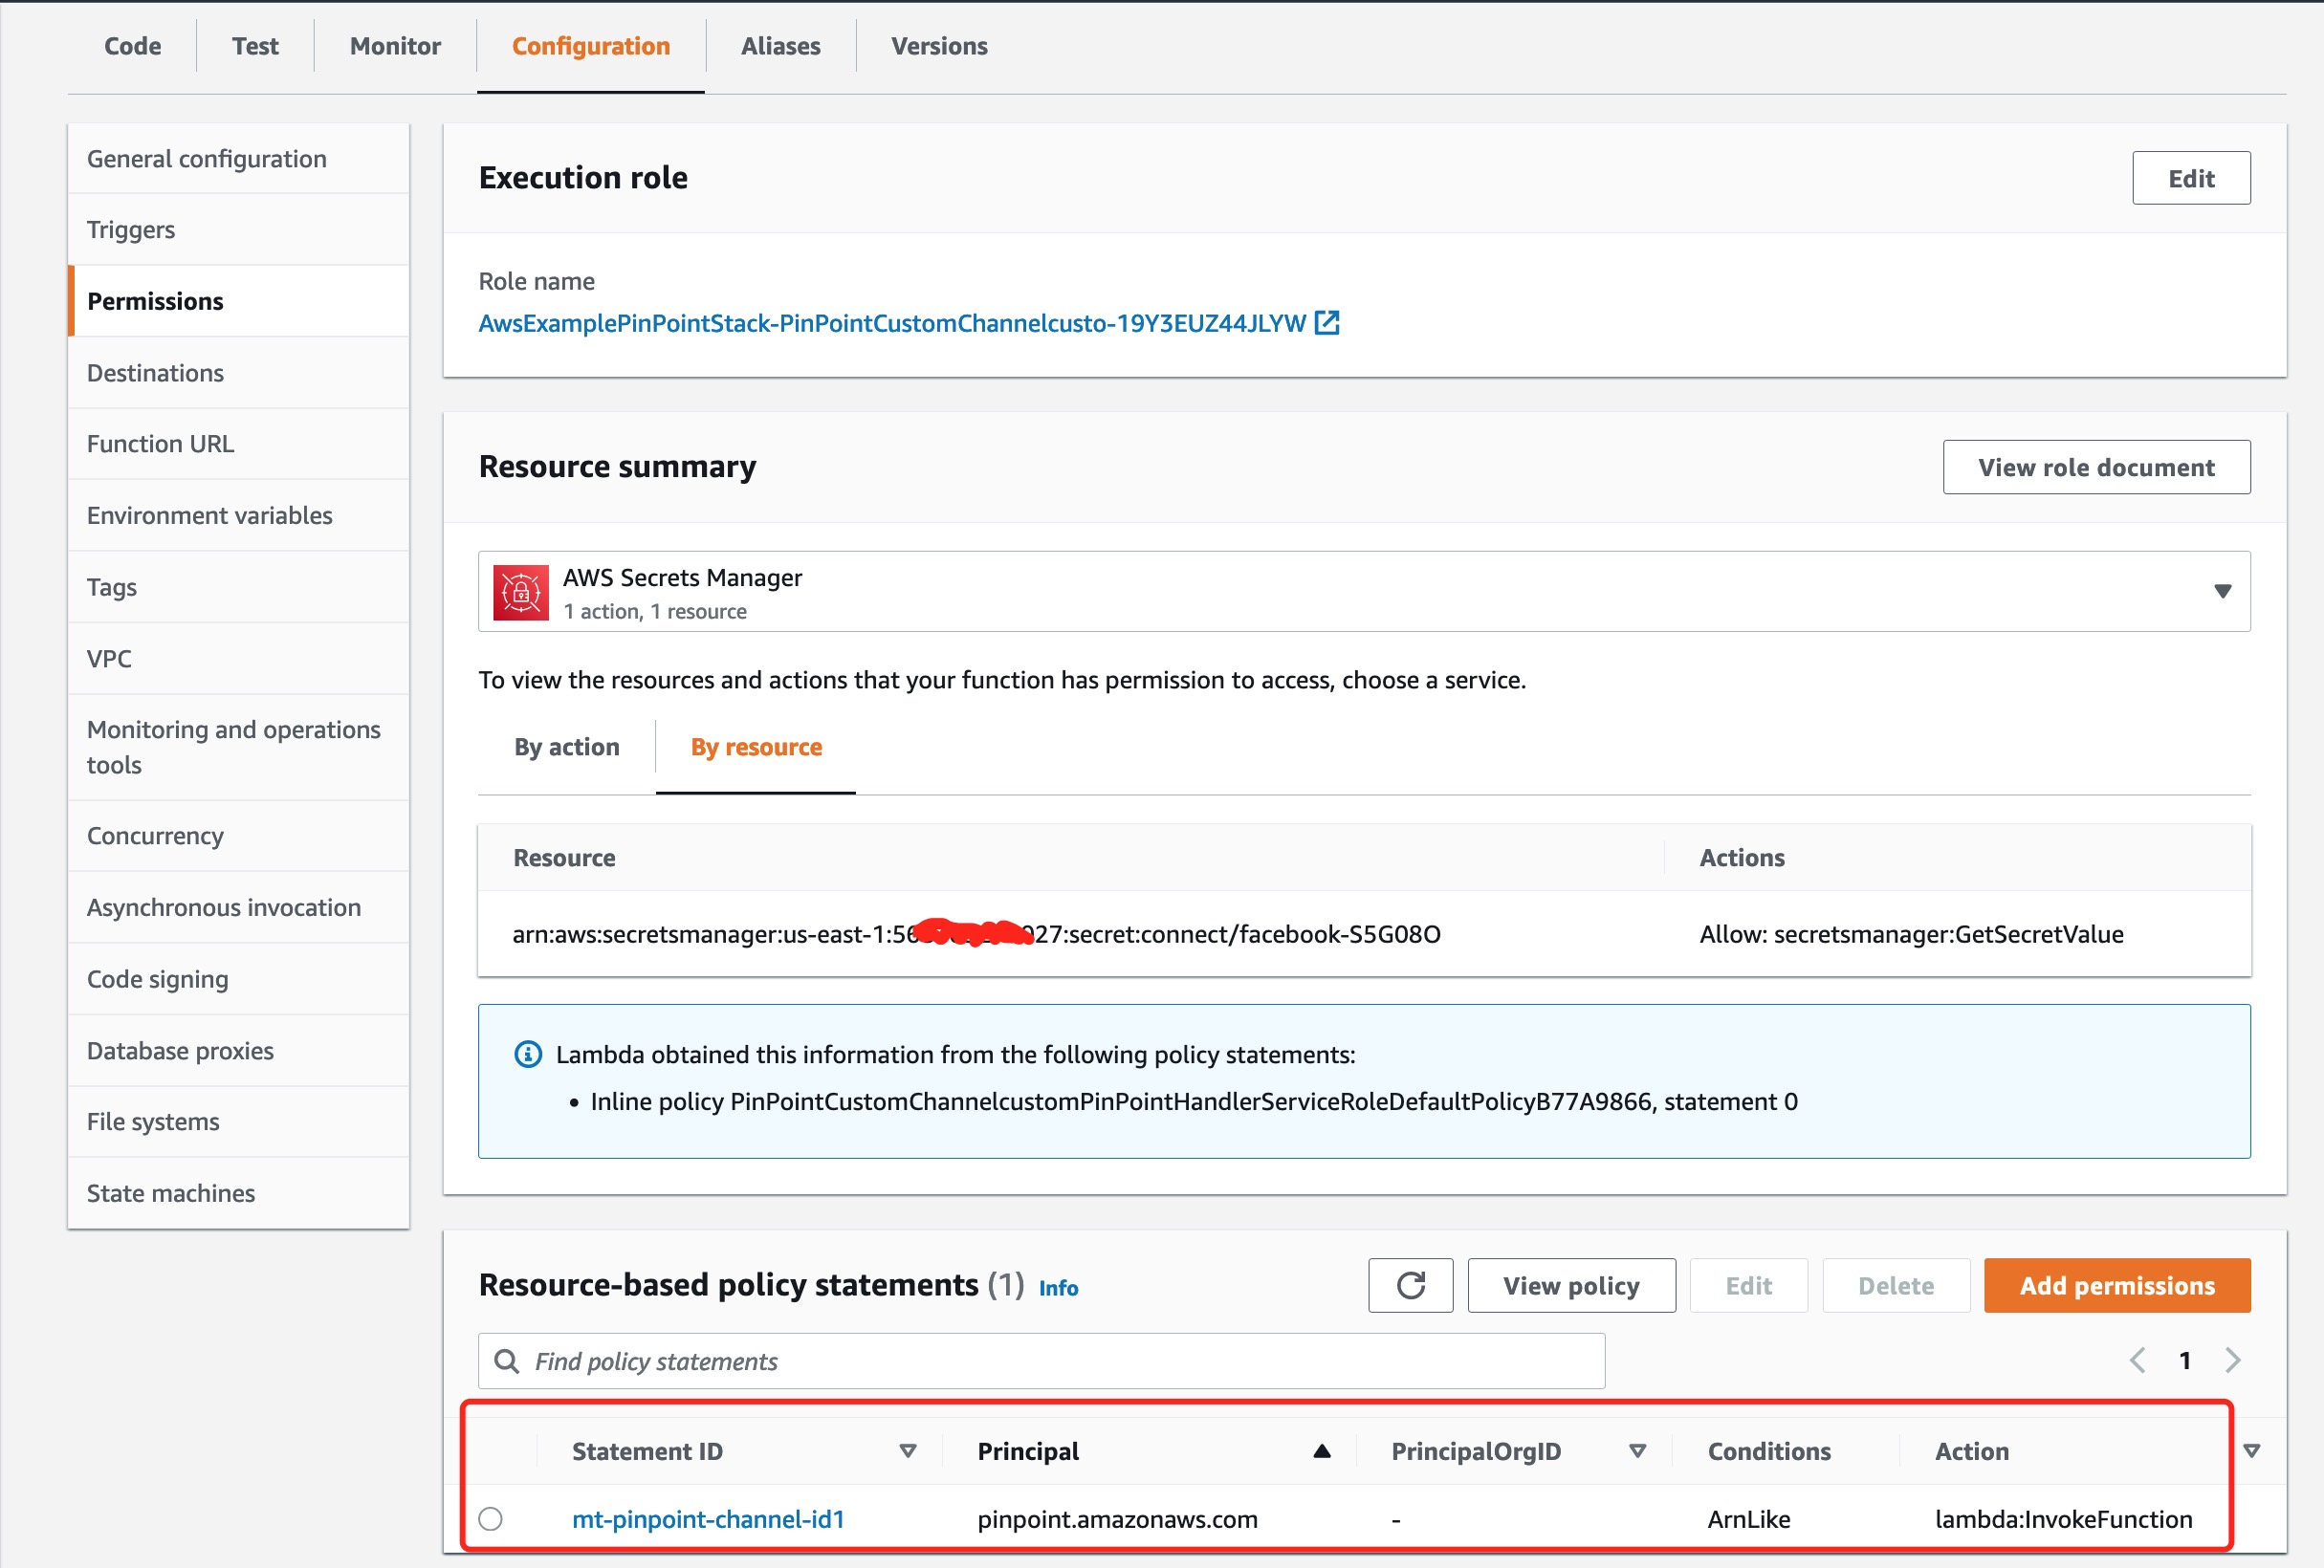 Code Test Monitor Configuration Aliases Versions
General configuration
Triggers
Permissions
Destinations
Function URL
Environment variables
Tags
VPC
Monitoring and operations
tools
Concurrency
Asynchronous invocation
Code signing
Database proxies
File systems
State machines
Execution role
Edit
Role name
AwsExamplePinPointStack-PinPointCustomChannelcusto-19Y3EUZ44JLYW
Resource summary
View role document
AWS Secrets Manager
1 action, 1 resource
To view the resources and actions that your function has permission to access, choose a service.
By action By resource
Resource Actions
arn:aws:secretsmanager:us-east-1:56 27:secret:connect/facebook-S5G08O Allow: secretsmanager:GetSecretValue
Lambda obtained this information from the following policy statements:
• Inline policy PinPointCustomChannelcustomPinPointHandlerServiceRoleDefaultPolicyB77A9866, statement 0
Resource-based policy statements (1) Info
View policy Edit Delete Add permissions
Find policy statements
1
Statement ID Principal PrincipalOrgID Conditions Action
mt-pinpoint-channel-id1 pinpoint.amazonaws.com - ArnLike lambda:InvokeFunction